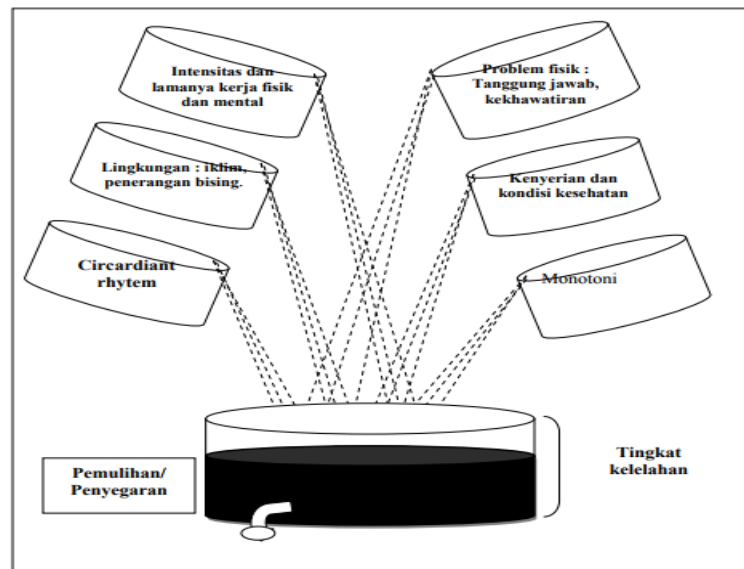 Intensitas dan
lamanya kerja fisik
dan mental
Problem fisik :
Tanggung jawab,
kekhawatiran
Lingkungan : iklim,
penerangan bising.
Kenyerian dan
kondisi kesehatan
Circardiant
rhytem
Monotoni
Pemulihan/
Penyegaran
Tingkat
kelelahan